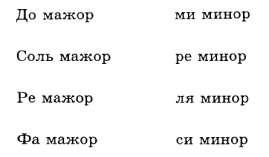 До мажор ми минор
Соль мажор ре минор
Ре мажор ля минор
Фа мажор си минор